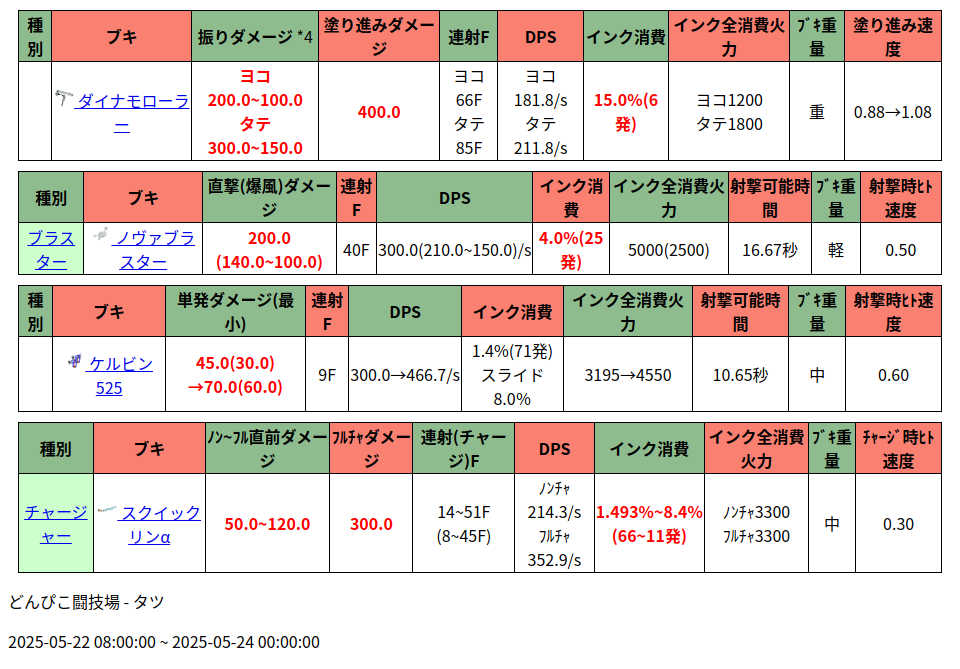 種別 ブキ 振りダメージ *4 塗り進みダメージ 連射F DPS インク消費 インク全消費火力 ﾌﾞｷ重量 塗り進み速度
ダイナモローラー ヨコ 200.0~100.0 タテ 300.0~150.0 400.0 ヨコ 66F タテ 85F ヨコ 181.8/s タテ 211.8/s 15.0%(6発) ヨコ1200 タテ1800 重 0.88→1.08
種別 ブキ 直撃(爆風)ダメージ 連射F DPS インク消費 インク全消費火力 射撃可能時間 ﾌﾞｷ重量 射撃時ﾋﾄ速度
ブラスター ノヴァブラスター 200.0 (140.0~100.0) 40F 300.0(210.0~150.0)/s 4.0%(25発) 5000(2500) 16.67秒 軽 0.50
種別 ブキ 単発ダメージ(最小) 連射F DPS インク消費 インク全消費火力 射撃可能時間 ﾌﾞｷ重量 射撃時ﾋﾄ速度
ケルビン525 45.0(30.0) →70.0(60.0) 9F 300.0→466.7/s 1.4%(71発) スライド 8.0% 3195→4550 10.65秒 中 0.60
種別 ブキ ﾉﾝ~ﾌﾙ直前ダメージ ﾌﾙﾁｬダメージ 連射(チャージ)F DPS インク消費 インク全消費火力 ﾌﾞｷ重量 ﾁｬｰｼﾞ時ﾋﾄ速度
チャージャー スクイックリンα 50.0~120.0 300.0 14~51F (8~45F) ﾉﾝﾁｬ 214.3/s ﾌﾙﾁｬ 352.9/s 1.493%~8.4% (66~11発) ﾉﾝﾁｬ3300 ﾌﾙﾁｬ3300 中 0.30
どんぴこ闘技場 - タツ
2025-05-22 08:00:00 ~ 2025-05-24 00:00:00